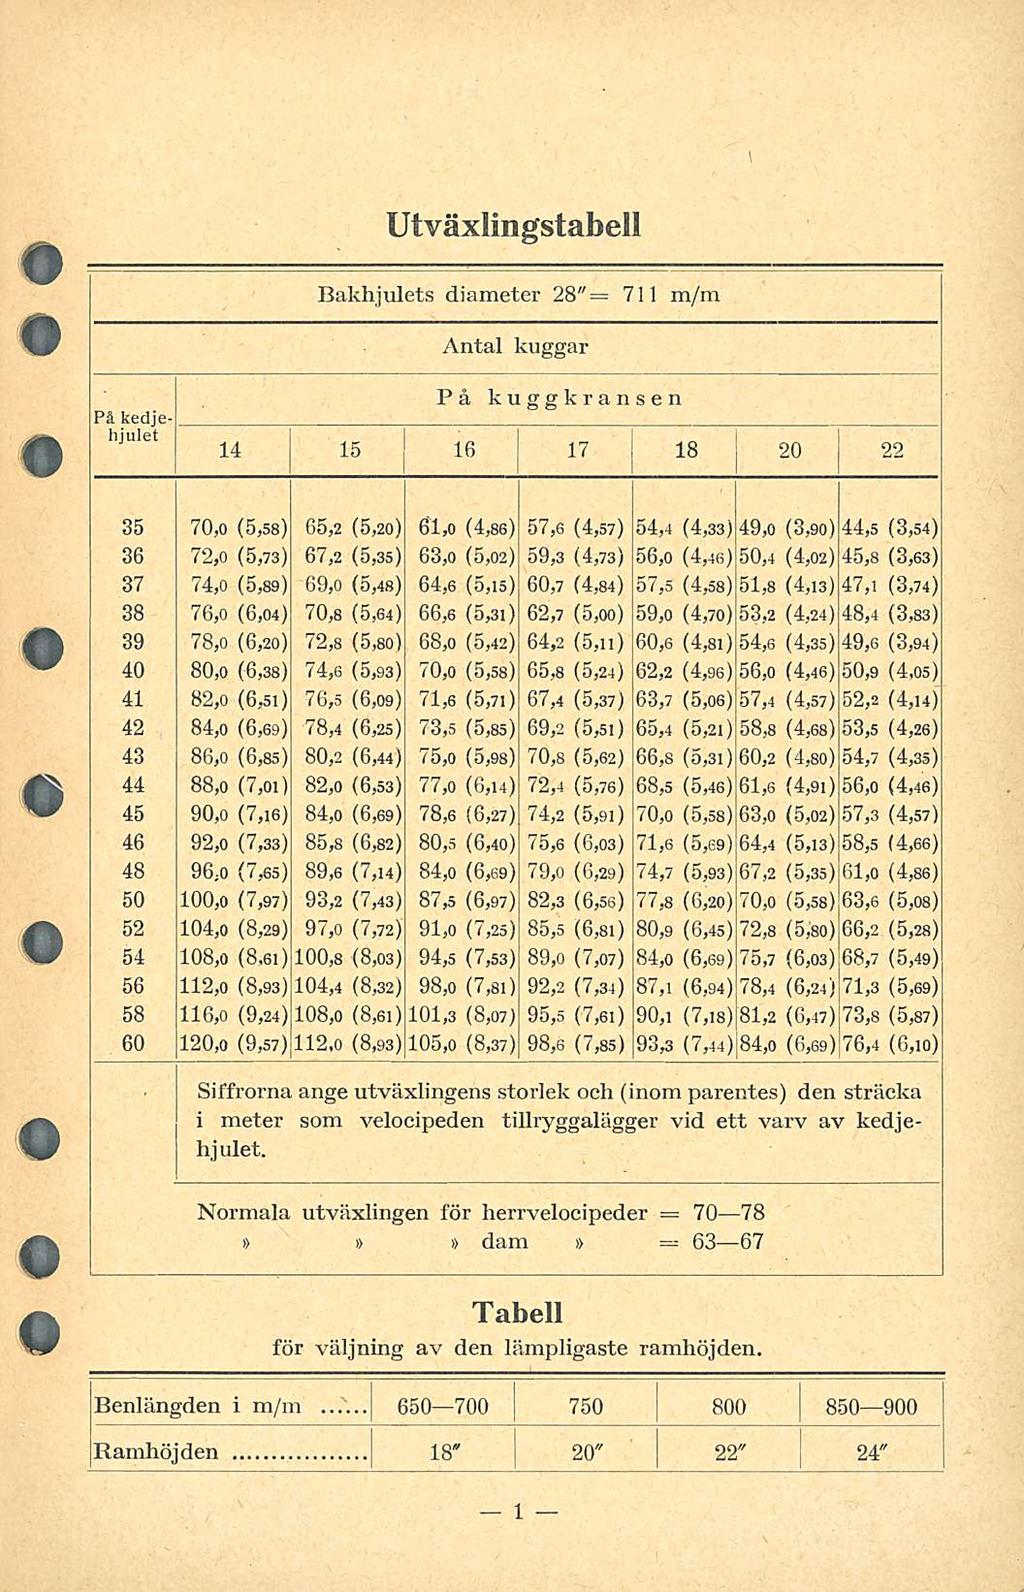 Utväxlingstabell
Bakhjulets diameter 28″= 711 m/m
Antal kuggar
På kedje-
hjulet
På kuggkransen
14 15 16 17 18 20 22
35 70,0 (5,58) 65,2 (5,20) 61,0 (4,86) 57,6 (4,57) 54,4 (4,33) 49,0 (3,90) 44,5 (3,54)
36 72,0 (5,73) 67,2 (5,35) 63,0 (5,02) 59,3 (4,73) 56,0 (4,46) 50,4 (4,02) 45,8 (3,63)
37 74,0 (5,89) 69,0 (5,48) 64,6 (5,15) 60,7 (4,84) 57,5 (4,58) 51,8 (4,13) 47,1 (3,74)
38 76,0 (6,04) 70,8 (5,64) 66,6 (5,31) 62,7 (5,00) 59,0 (4,70) 53,2 (4,24) 48,4 (3,83)
39 78,0 (6,20) 72,8 (5,80) 68,0 (5,42) 64,2 (5,11) 60,6 (4,81) 54,6 (4,35) 49,6 (3,94)
40 80,0 (6,38) 74,6 (5,93) 70,0 (5,58) 65,8 (5,24) 62,2 (4,96) 56,0 (4,46) 50,9 (4,05)
41 82,0 (6,51) 76,5 (6,09) 71,6 (5,71) 67,4 (5,37) 63,7 (5,06) 57,4 (4,57) 52,2 (4,14)
42 84,0 (6,69) 78,4 (6,25) 73,5 (5,85) 69,2 (5,51) 65,4 (5,21) 58,8 (4,68) 53,5 (4,26)
43 86,0 (6,85) 80,2 (6,44) 75,0 (5,98) 70,8 (5,62) 66,8 (5,31) 60,2 (4,80) 54,7 (4,35)
44 88,0 (7,01) 82,0 (6,53) 77,0 (6,14) 72,4 (5,76) 68,5 (5,46) 61,6 (4,91) 56,0 (4,46)
45 90,0 (7,16) 84,0 (6,69) 78,6 (6,27) 74,2 (5,91) 70,0 (5,58) 63,0 (5,02) 57,3 (4,57)
46 92,0 (7,33) 85,8 (6,82) 80,5 (6,40) 75,6 (6,03) 71,6 (5,69) 64,4 (5,13) 58,5 (4,66)
48 96,0 (7,65) 89,6 (7,14) 84,0 (6,69) 79,0 (6,29) 74,7 (5,93) 67,2 (5,35) 61,0 (4,86)
50 100,0 (7,97) 93,2 (7,43) 87,5 (6,97) 82,3 (6,56) 77,8 (6,20) 70,0 (5,58) 63,6 (5,08)
52 104,0 (8,29) 97,0 (7,72) 91,0 (7,25) 85,5 (6,81) 80,9 (6,45) 72,8 (5,80) 66,2 (5,28)
54 108,0 (8,61) 100,8 (8,03) 94,5 (7,53) 89,0 (7,07) 84,0 (6,69) 75,7 (6,03) 68,7 (5,49)
56 112,0 (8,93) 104,4 (8,32) 98,0 (7,81) 92,2 (7,34) 87,1 (6,94) 78,4 (6,24) 71,3 (5,69)
58 116,0 (9,24) 108,0 (8,61) 101,3 (8,07) 95,5 (7,61) 90,1 (7,18) 81,2 (6,47) 73,8 (5,87)
60 120,0 (9,57) 112,0 (8,93) 105,0 (8,37) 98,6 (7,85) 93,3 (7,44) 84,0 (6,69) 76,4 (6,10)
Siffrorna ange utväxlingens storlek och (inom parentes) den sträcka
i meter som velocipeden tillryggalägger vid ett varv av kedje-
hjulet.
Normala utväxlingen för herrvelocipeder = 70—78
» » » dam » = 63—67
Tabell
för väljning av den lämpligaste ramhöjden.
Benlängden i m/m ...... 650—700 750 800 850—900
Ramhöjden ................. 18″ 20″ 22″ 24″
— 1 —